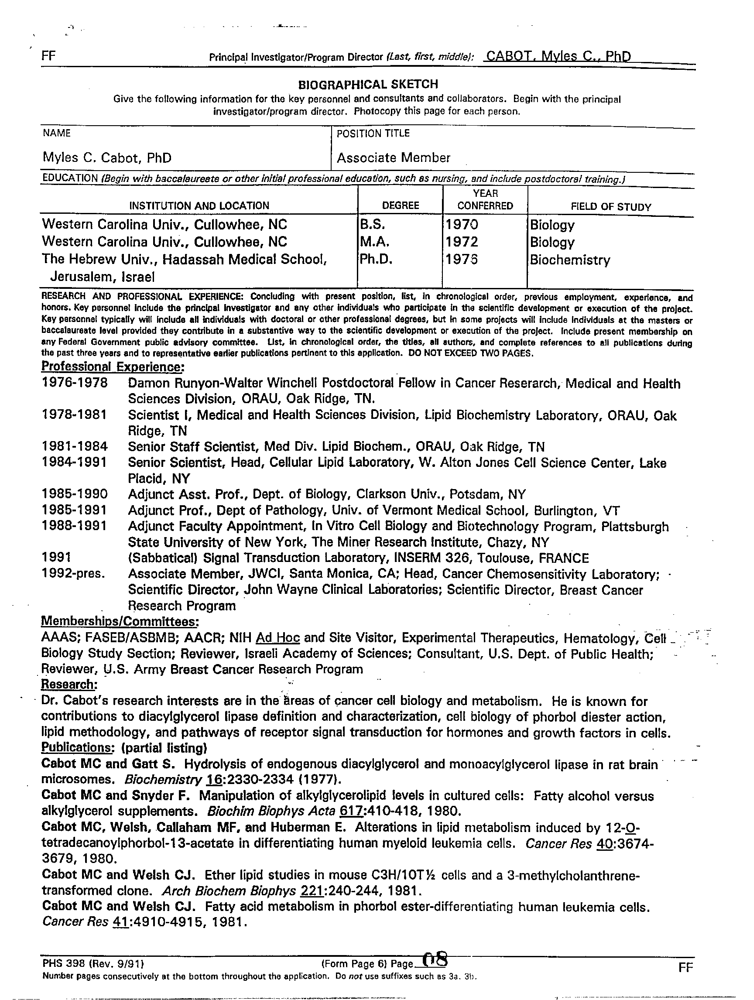 FF
Principal Investigator/Program Director (Last, first, middle): CABOT, Myles C., PhD
BIOGRAPHICAL SKETCH
Give the following information for the key personnel and consultants and collaborators. Begin with the principal
investigator/program director. Photocopy this page for each person.
NAME
POSITION TITLE
Myles C. Cabot, PhD
Associate Member
EDUCATION (Begin with baccalaureate or other initial professional education, such as nursing, and include postdoctoral training.)
INSTITUTION AND LOCATION DEGREE YEAR CONFERRED FIELD OF STUDY
Western Carolina Univ., Cullowhee, NC B.S. 1970 Biology
Western Carolina Univ., Cullowhee, NC M.A. 1972 Biology
The Hebrew Univ., Hadassah Medical School, Ph.D. 1976 Biochemistry
Jerusalem, Israel
RESEARCH AND PROFESSIONAL EXPERIENCE: Concluding with present position, list, in chronological order, previous employment, experience, and
honors. Key personnel include the principal investigator and any other individuals who participate in the scientific development or execution of the project.
Key personnel typically will include all individuals with doctoral or other professional degrees, but in some projects will include individuals at the masters or
baccalaureate level provided they contribute in a substantive way to the scientific development or execution of the project. Include present membership on
any Federal Government public advisory committee. List, in chronological order, the titles, all authors, and complete references to all publications during
the past three years and to representative earlier publications pertinent to this application. DO NOT EXCEED TWO PAGES.
Professional Experience:
1976-1978 Damon Runyon-Walter Winchell Postdoctoral Fellow in Cancer Reserarch, Medical and Health
Sciences Division, ORAU, Oak Ridge, TN.
1978-1981 Scientist I, Medical and Health Sciences Division, Lipid Biochemistry Laboratory, ORAU, Oak
Ridge, TN
1981-1984 Senior Staff Scientist, Med Div. Lipid Biochem., ORAU, Oak Ridge, TN
1984-1991 Senior Scientist, Head, Cellular Lipid Laboratory, W. Alton Jones Cell Science Center, Lake
Placid, NY
1985-1990 Adjunct Asst. Prof., Dept. of Biology, Clarkson Univ., Potsdam, NY
1985-1991 Adjunct Prof., Dept of Pathology, Univ. of Vermont Medical School, Burlington, VT
1988-1991 Adjunct Faculty Appointment, In Vitro Cell Biology and Biotechnology Program, Plattsburgh
State University of New York, The Miner Research Institute, Chazy, NY
1991 (Sabbatical) Signal Transduction Laboratory, INSERM 326, Toulouse, FRANCE
1992-pres. Associate Member, JWCI, Santa Monica, CA; Head, Cancer Chemosensitivity Laboratory;
Scientific Director, John Wayne Clinical Laboratories; Scientific Director, Breast Cancer
Research Program
Memberships/Committees:
AAAS; FASEB/ASBMB; AACR; NIH Ad Hoc and Site Visitor, Experimental Therapeutics, Hematology, Cell
Biology Study Section; Reviewer, Israeli Academy of Sciences; Consultant, U.S. Dept. of Public Health;
Reviewer, U.S. Army Breast Cancer Research Program
Research:
Dr. Cabot's research interests are in the areas of cancer cell biology and metabolism. He is known for
contributions to diacylglycerol lipase definition and characterization, cell biology of phorbol diester action,
lipid methodology, and pathways of receptor signal transduction for hormones and growth factors in cells.
Publications: (partial listing)
Cabot MC and Gatt S. Hydrolysis of endogenous diacylglycerol and monoacylglycerol lipase in rat brain
microsomes. Biochemistry 16:2330-2334 (1977).
Cabot MC and Snyder F. Manipulation of alkylglycerolipid levels in cultured cells: Fatty alcohol versus
alkylglycerol supplements. Biochim Biophys Acta 617:410-418, 1980.
Cabot MC, Welsh, Callaham MF, and Huberman E. Alterations in lipid metabolism induced by 12-O-
tetradecanoylphorbol-13-acetate in differentiating human myeloid leukemia cells. Cancer Res 40:3674-
3679, 1980.
Cabot MC and Welsh CJ. Ether lipid studies in mouse C3H/10T½ cells and a 3-methylcholanthrene-
transformed clone. Arch Biochem Biophys 221:240-244, 1981.
Cabot MC and Welsh CJ. Fatty acid metabolism in phorbol ester-differentiating human leukemia cells.
Cancer Res 41:4910-4915, 1981.
PHS 398 (Rev. 9/91) (Form Page 6) Page 08 FF
Number pages consecutively at the bottom throughout the application. Do not use suffixes such as 3a, 3b.